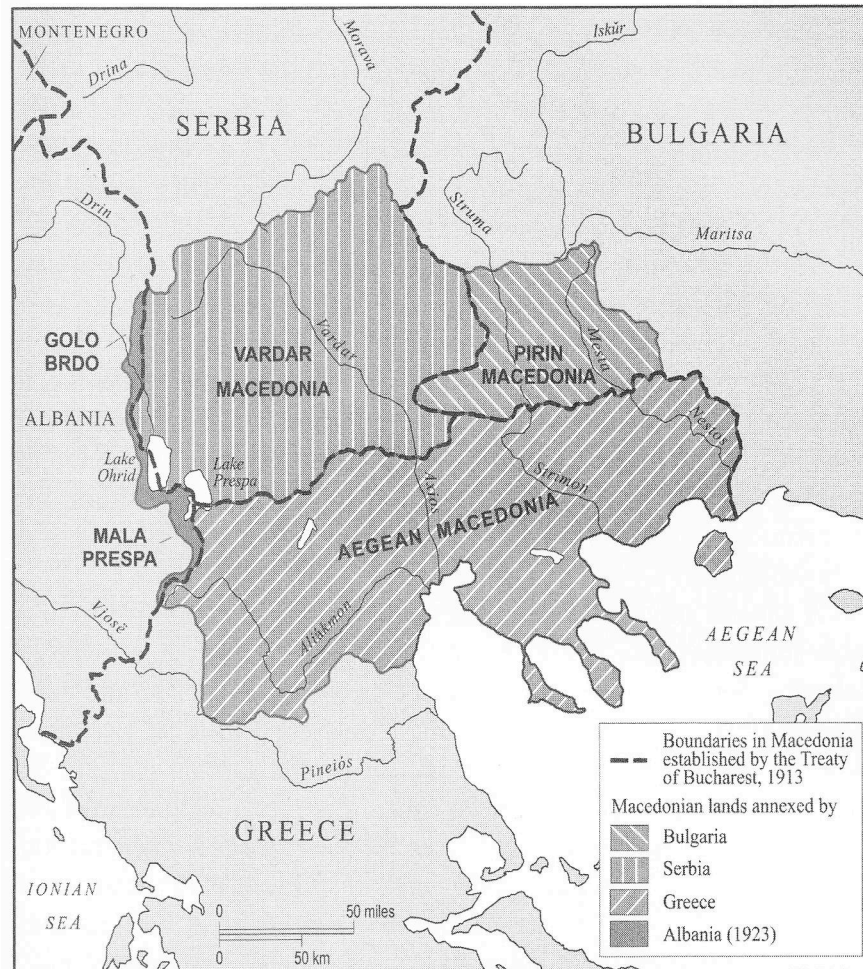 MONTENEGRO
Drina
Morava
Iskŭr
SERBIA
BULGARIA
Drin
Struma
Maritsa
GOLO
BRDO
VARDAR
MACEDONIA
Vardar
PIRIN
MACEDONIA
Mesta
ALBANIA
Nestos
Lake
Ohrid
Lake
Prespa
Axios
Strimon
AEGEAN MACEDONIA
MALA
PRESPA
Vjosë
Aliákmon
AEGEAN
SEA
Pineiòs
GREECE
IONIAN
SEA
0 50 miles
0 50 km
Boundaries in Macedonia
established by the Treaty
of Bucharest, 1913
Macedonian lands annexed by
Bulgaria
Serbia
Greece
Albania (1923)